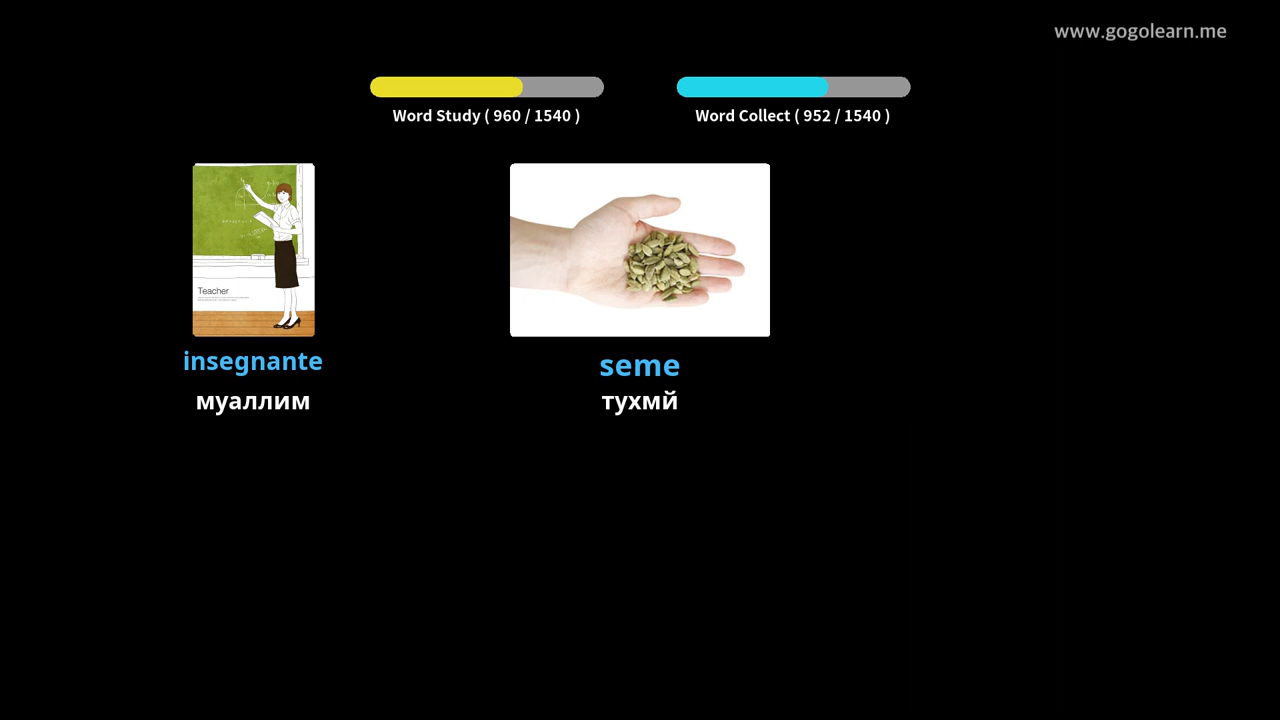 www.gogolearn.me
Word Study ( 960 / 1540 )
Word Collect ( 952 / 1540 )
Teacher
insegnante
муаллим
seme
тухмй